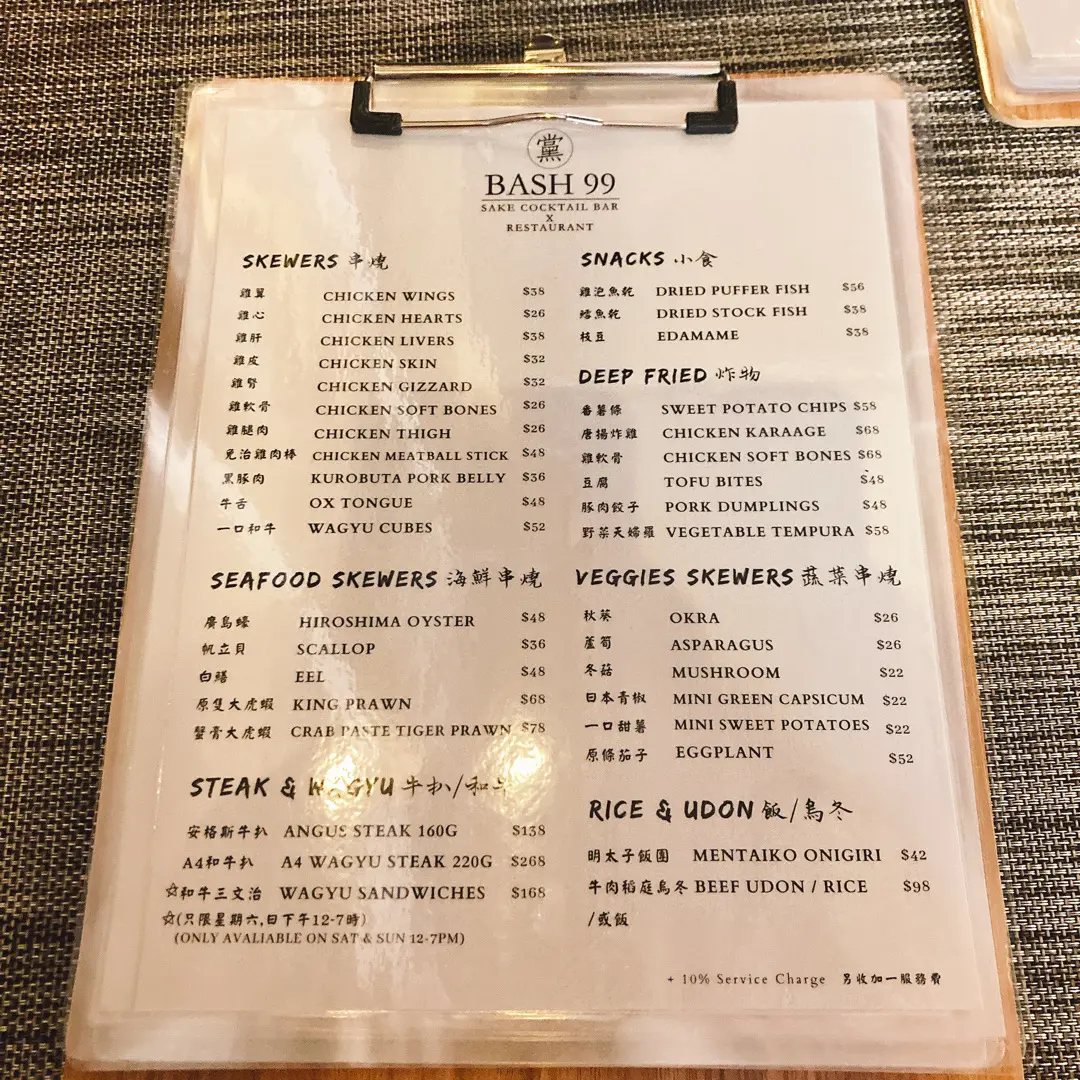 黨
BASH 99
SAKE COCKTAIL BAR
X
RESTAURANT
SKEWERS 串燒
雞翼 CHICKEN WINGS $38
雞心 CHICKEN HEARTS $26
雞肝 CHICKEN LIVERS $38
雞皮 CHICKEN SKIN $32
雞腎 CHICKEN GIZZARD $32
雞軟骨 CHICKEN SOFT BONES $26
雞腿肉 CHICKEN THIGH $26
免治雞肉棒 CHICKEN MEATBALL STICK $48
黑豚肉 KUROBUTA PORK BELLY $36
牛舌 OX TONGUE $48
一口和牛 WAGYU CUBES $52
SEAFOOD SKEWERS 海鮮串燒
廣島蠔 HIROSHIMA OYSTER $48
帆立貝 SCALLOP $36
白鱔 EEL $48
原隻大虎蝦 KING PRAWN $68
蟹膏大虎蝦 CRAB PASTE TIGER PRAWN $78
STEAK & WAGYU 牛扒/和牛
安格斯牛扒 ANGUS STEAK 160G $138
A4和牛扒 A4 WAGYU STEAK 220G $268
☆和牛三文治 WAGYU SANDWICHES $168
☆(只限星期六,日下午12-7時)
(ONLY AVALIABLE ON SAT & SUN 12-7PM)
SNACKS 小食
雞泡魚乾 DRIED PUFFER FISH $56
鱈魚乾 DRIED STOCK FISH $38
枝豆 EDAMAME $38
DEEP FRIED 炸物
番薯條 SWEET POTATO CHIPS $58
唐揚炸雞 CHICKEN KARAAGE $68
雞軟骨 CHICKEN SOFT BONES $68
豆腐 TOFU BITES $48
豚肉餃子 PORK DUMPLINGS $48
野菜天婦羅 VEGETABLE TEMPURA $58
VEGGIES SKEWERS 蔬菜串燒
秋葵 OKRA $26
蘆筍 ASPARAGUS $26
冬菇 MUSHROOM $22
日本青椒 MINI GREEN CAPSICUM $22
一口甜薯 MINI SWEET POTATOES $22
原條茄子 EGGPLANT $52
RICE & UDON 飯/烏冬
明太子飯團 MENTAIKO ONIGIRI $42
牛肉稻庭烏冬 BEEF UDON / RICE $98
/或飯
+ 10% Service Charge 另收加一服務費